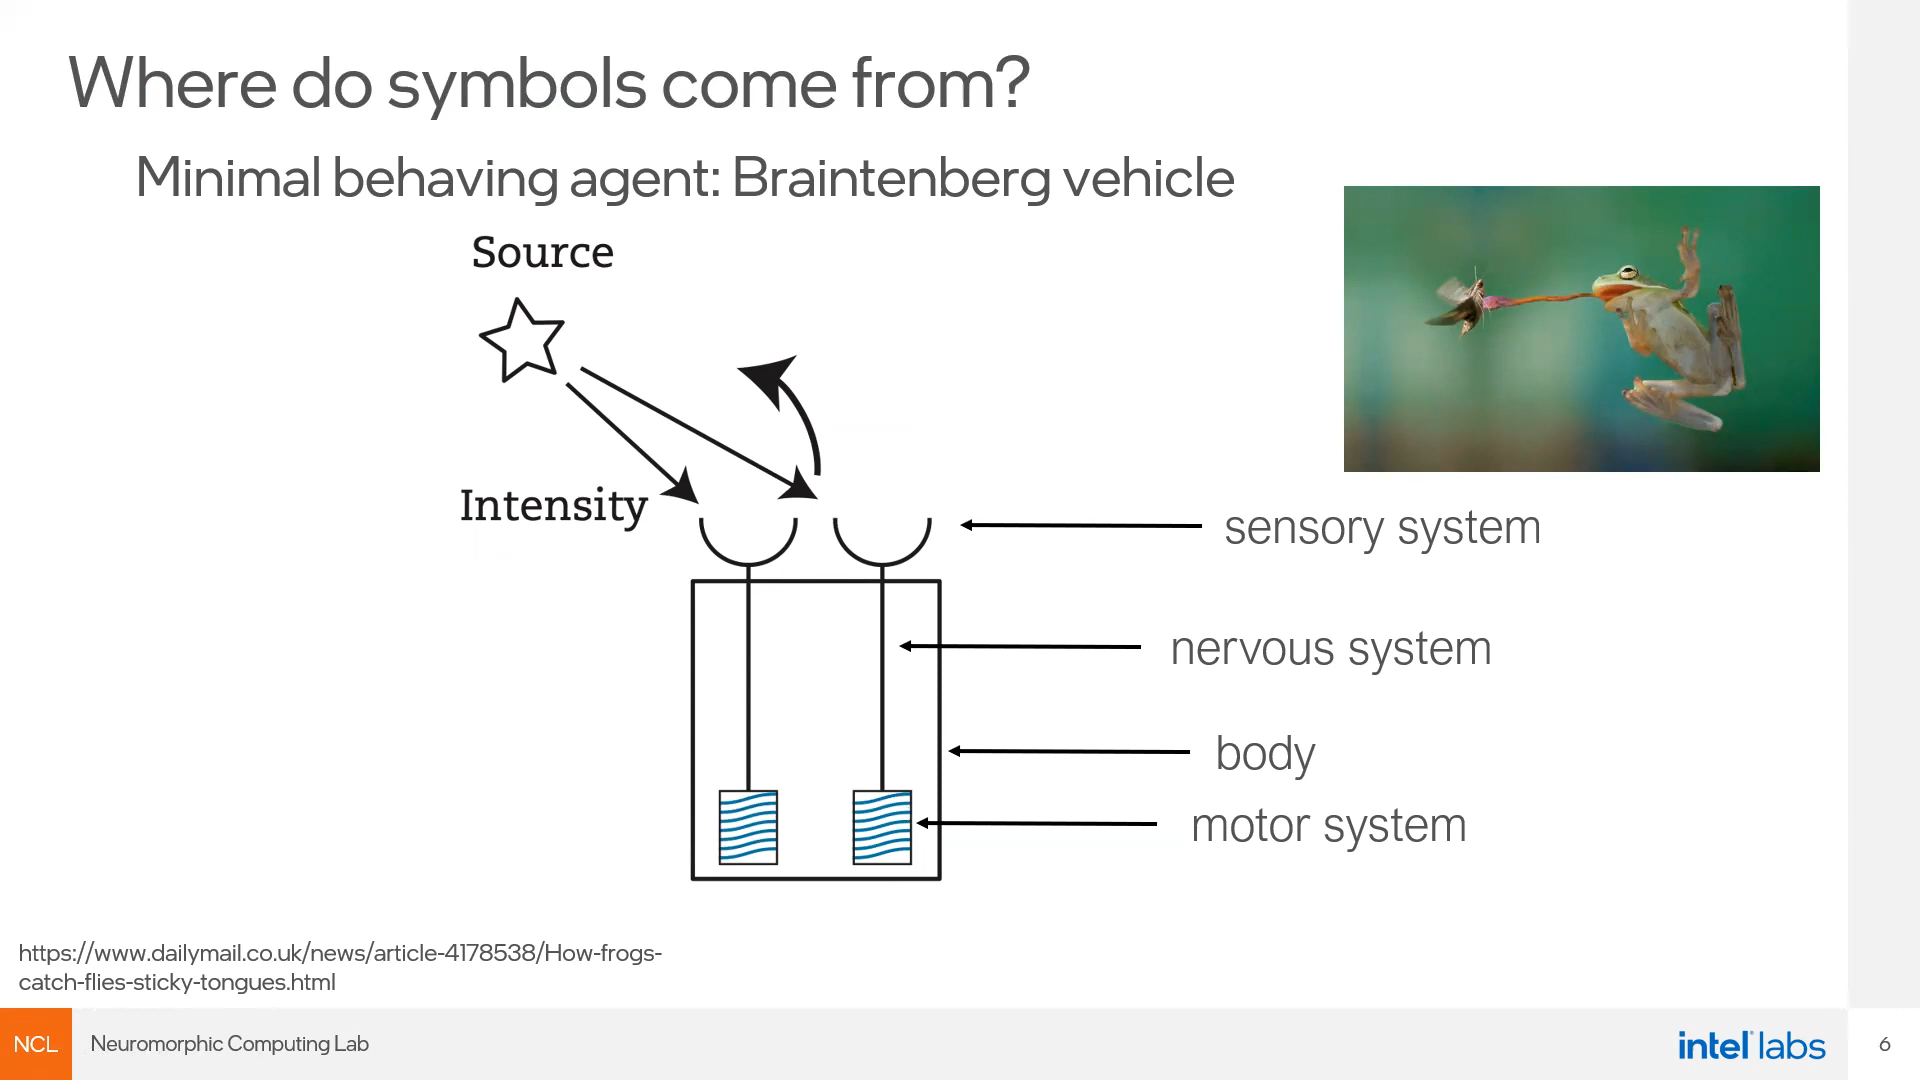 Where do symbols come from?
Minimal behaving agent: Braintenberg vehicle
Source
Intensity
sensory system
nervous system
body
motor system
https://www.dailymail.co.uk/news/article-4178538/How-frogs-
catch-flies-sticky-tongues.html
NCL
Neuromorphic Computing Lab
intel labs
6